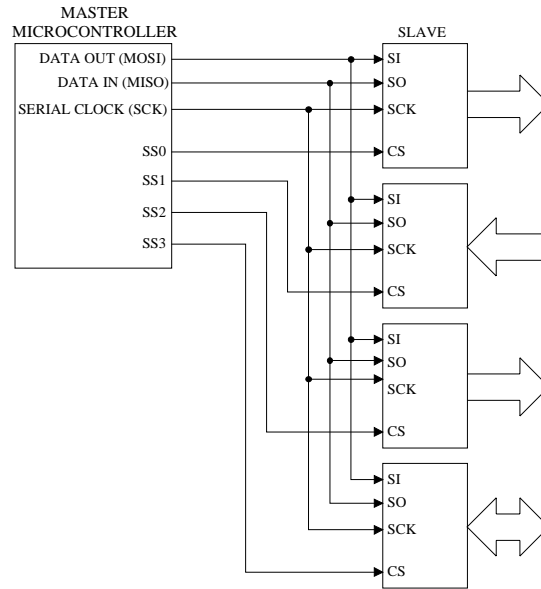 MASTER
MICROCONTROLLER
DATA OUT (MOSI)
DATA IN (MISO)
SERIAL CLOCK (SCK)
SS0
SS1
SS2
SS3
SLAVE
SI
SO
SCK
CS
SI
SO
SCK
CS
SI
SO
SCK
CS
SI
SO
SCK
CS